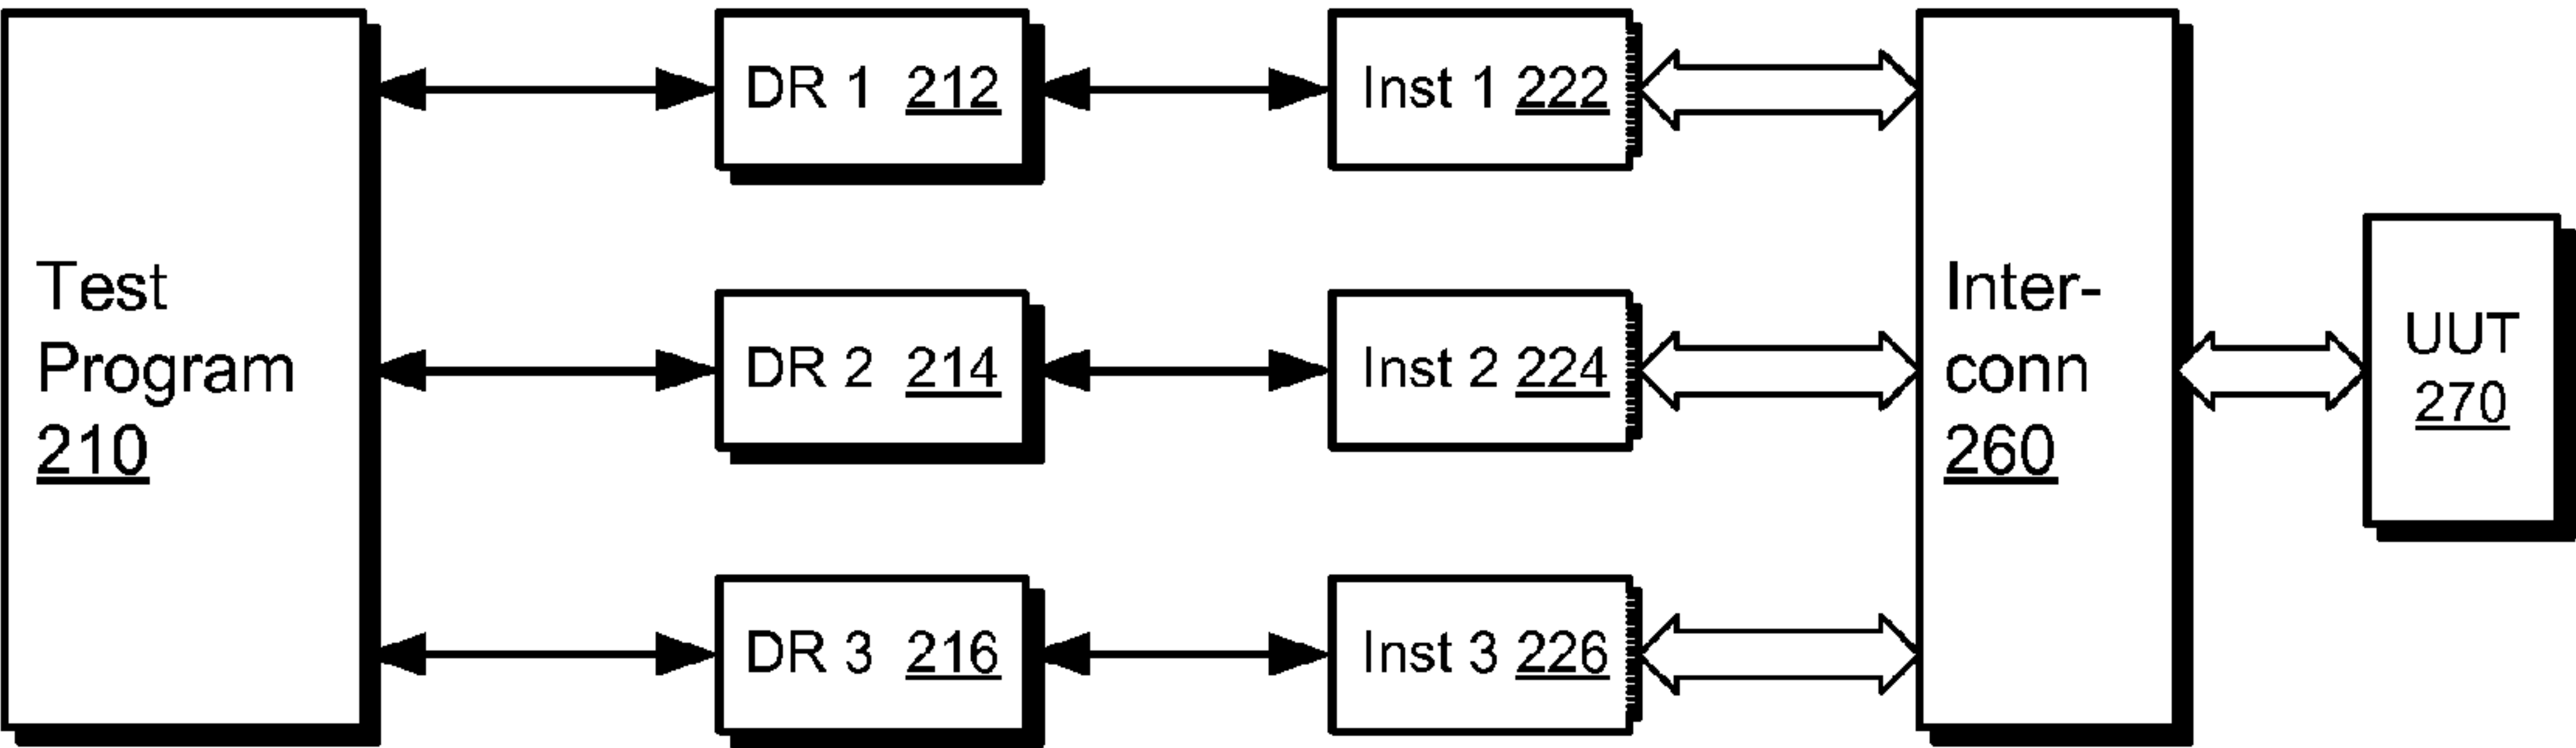 Test
Program
210
DR 1 212
Inst 1 222
DR 2 214
Inst 2 224
DR 3 216
Inst 3 226
Inter-
conn
260
UUT
270